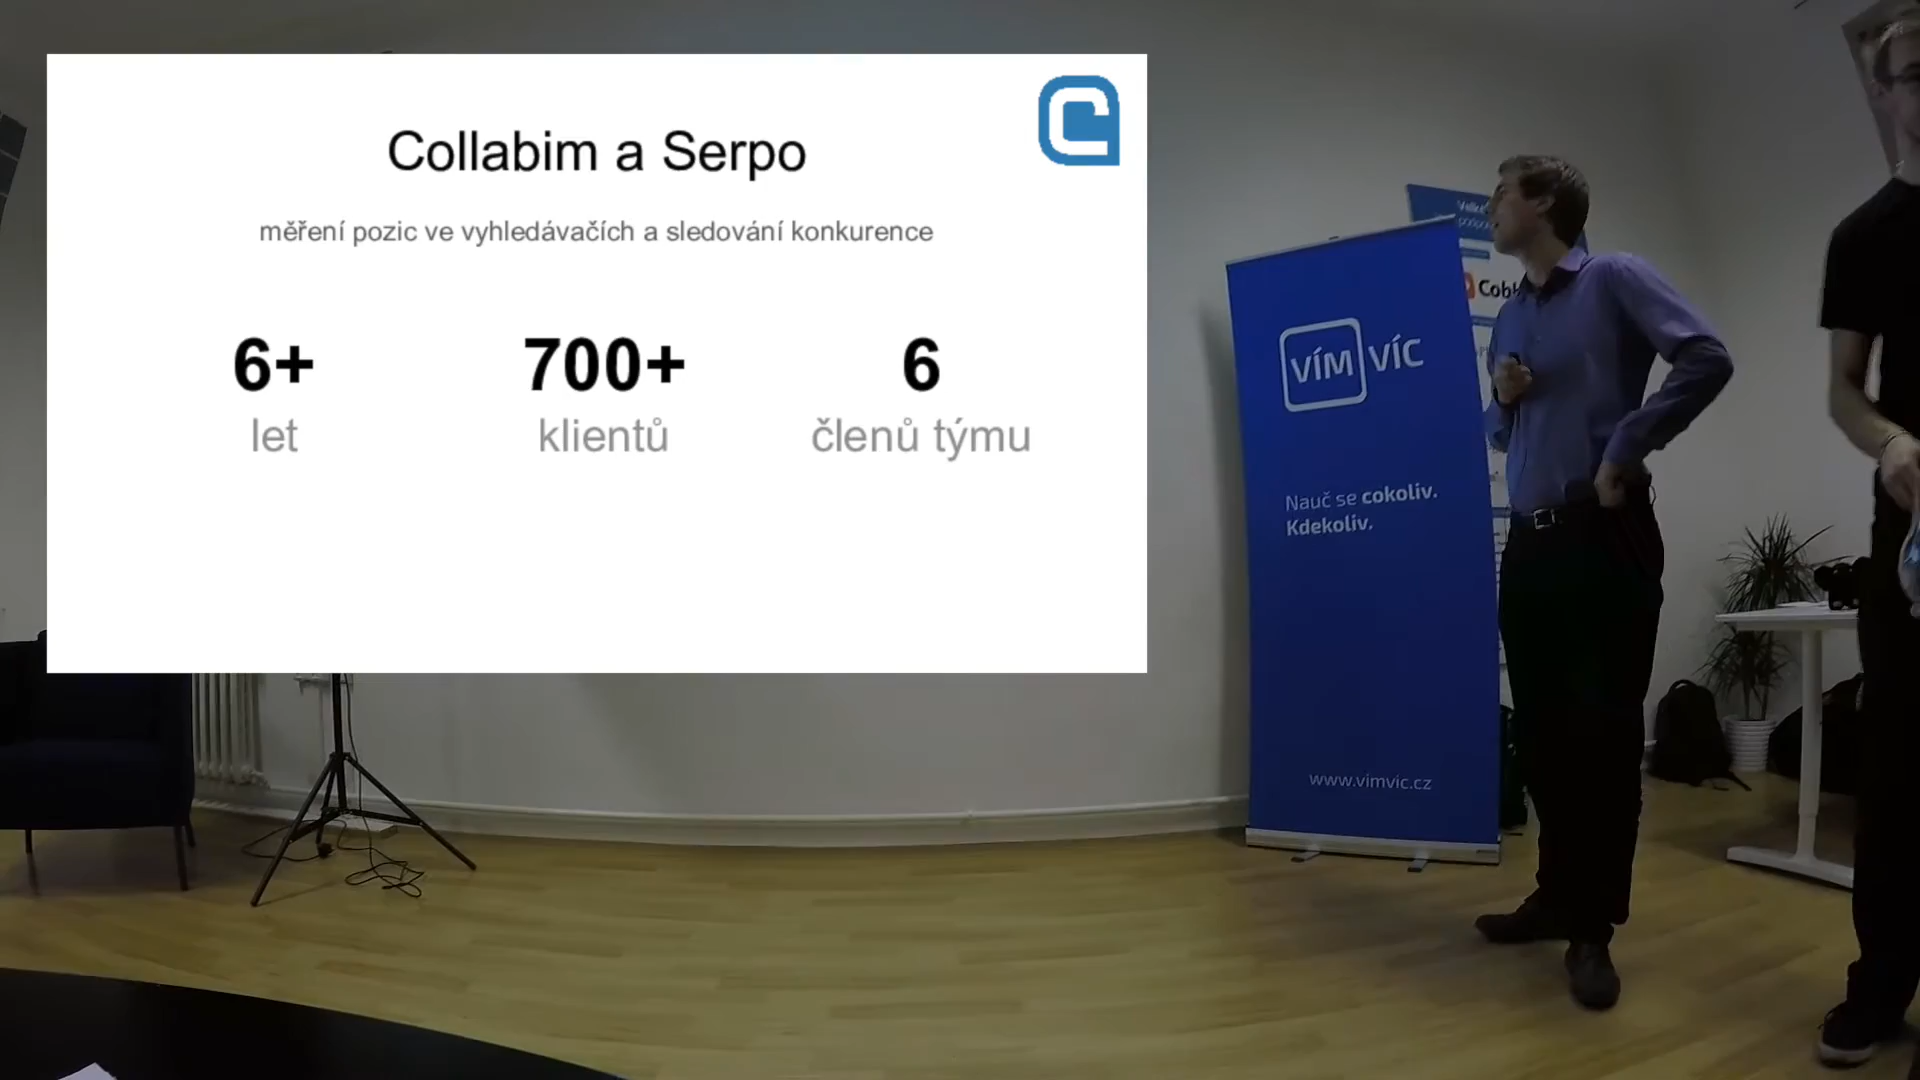 Collabim a Serpo
měření pozic ve vyhledávačích a sledování konkurence
6+
let
700+
klientů
6
členů týmu
VÍM VÍC
Nauč se cokoliv.
Kdekoliv.
www.vimvic.cz